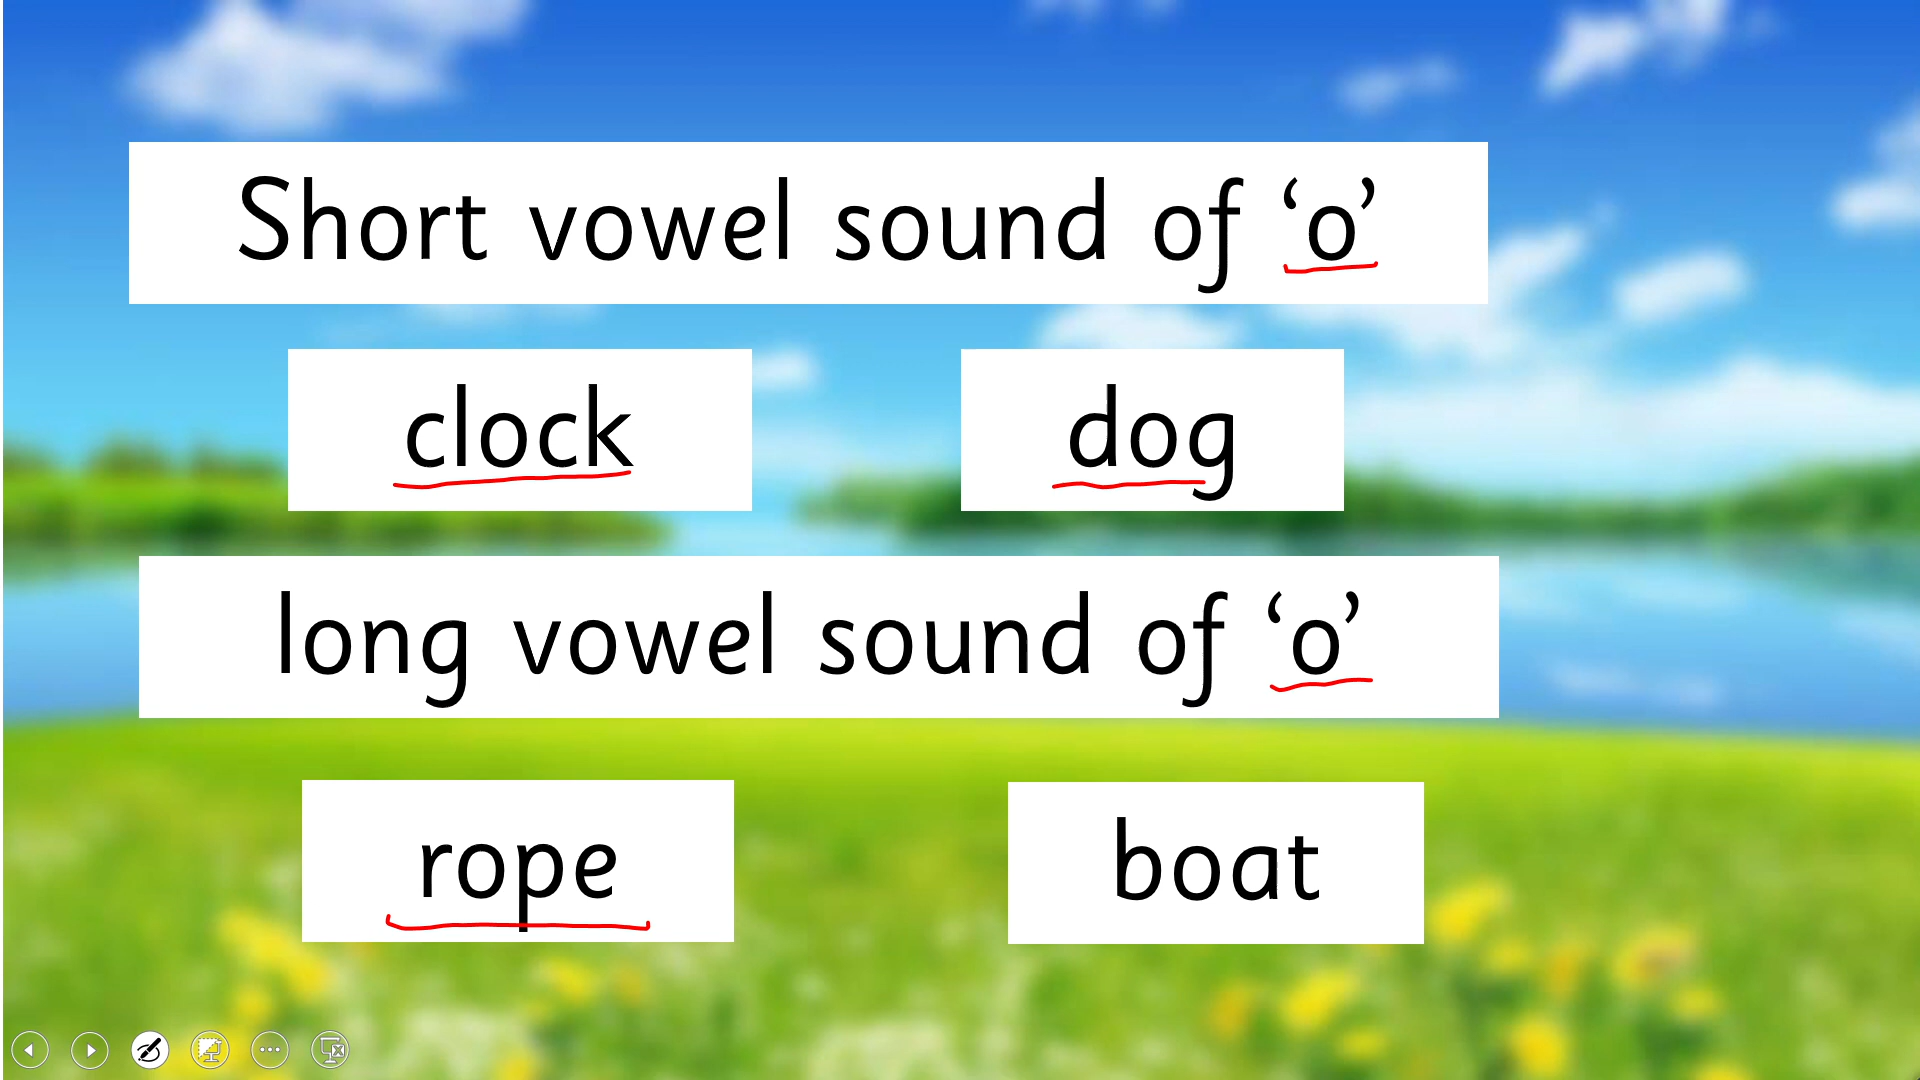 Short vowel sound of ‘o’
clock dog
long vowel sound of ‘o’
rope boat